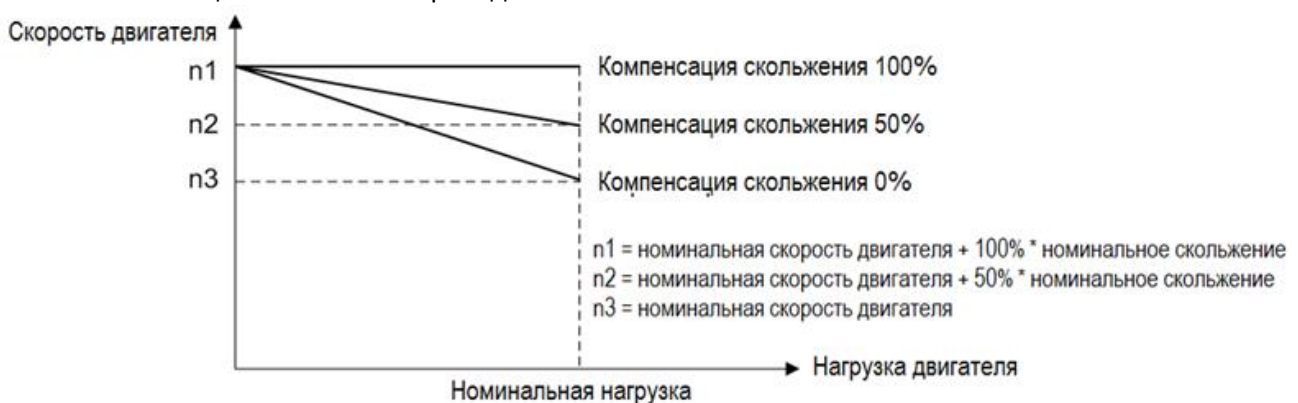 Скорость двигателя
n1
Компенсация скольжения 100%
n2
Компенсация скольжения 50%
n3
Компенсация скольжения 0%
n1 = номинальная скорость двигателя + 100% * номинальное скольжение
n2 = номинальная скорость двигателя + 50% * номинальное скольжение
n3 = номинальная скорость двигателя
Нагрузка двигателя
Номинальная нагрузка